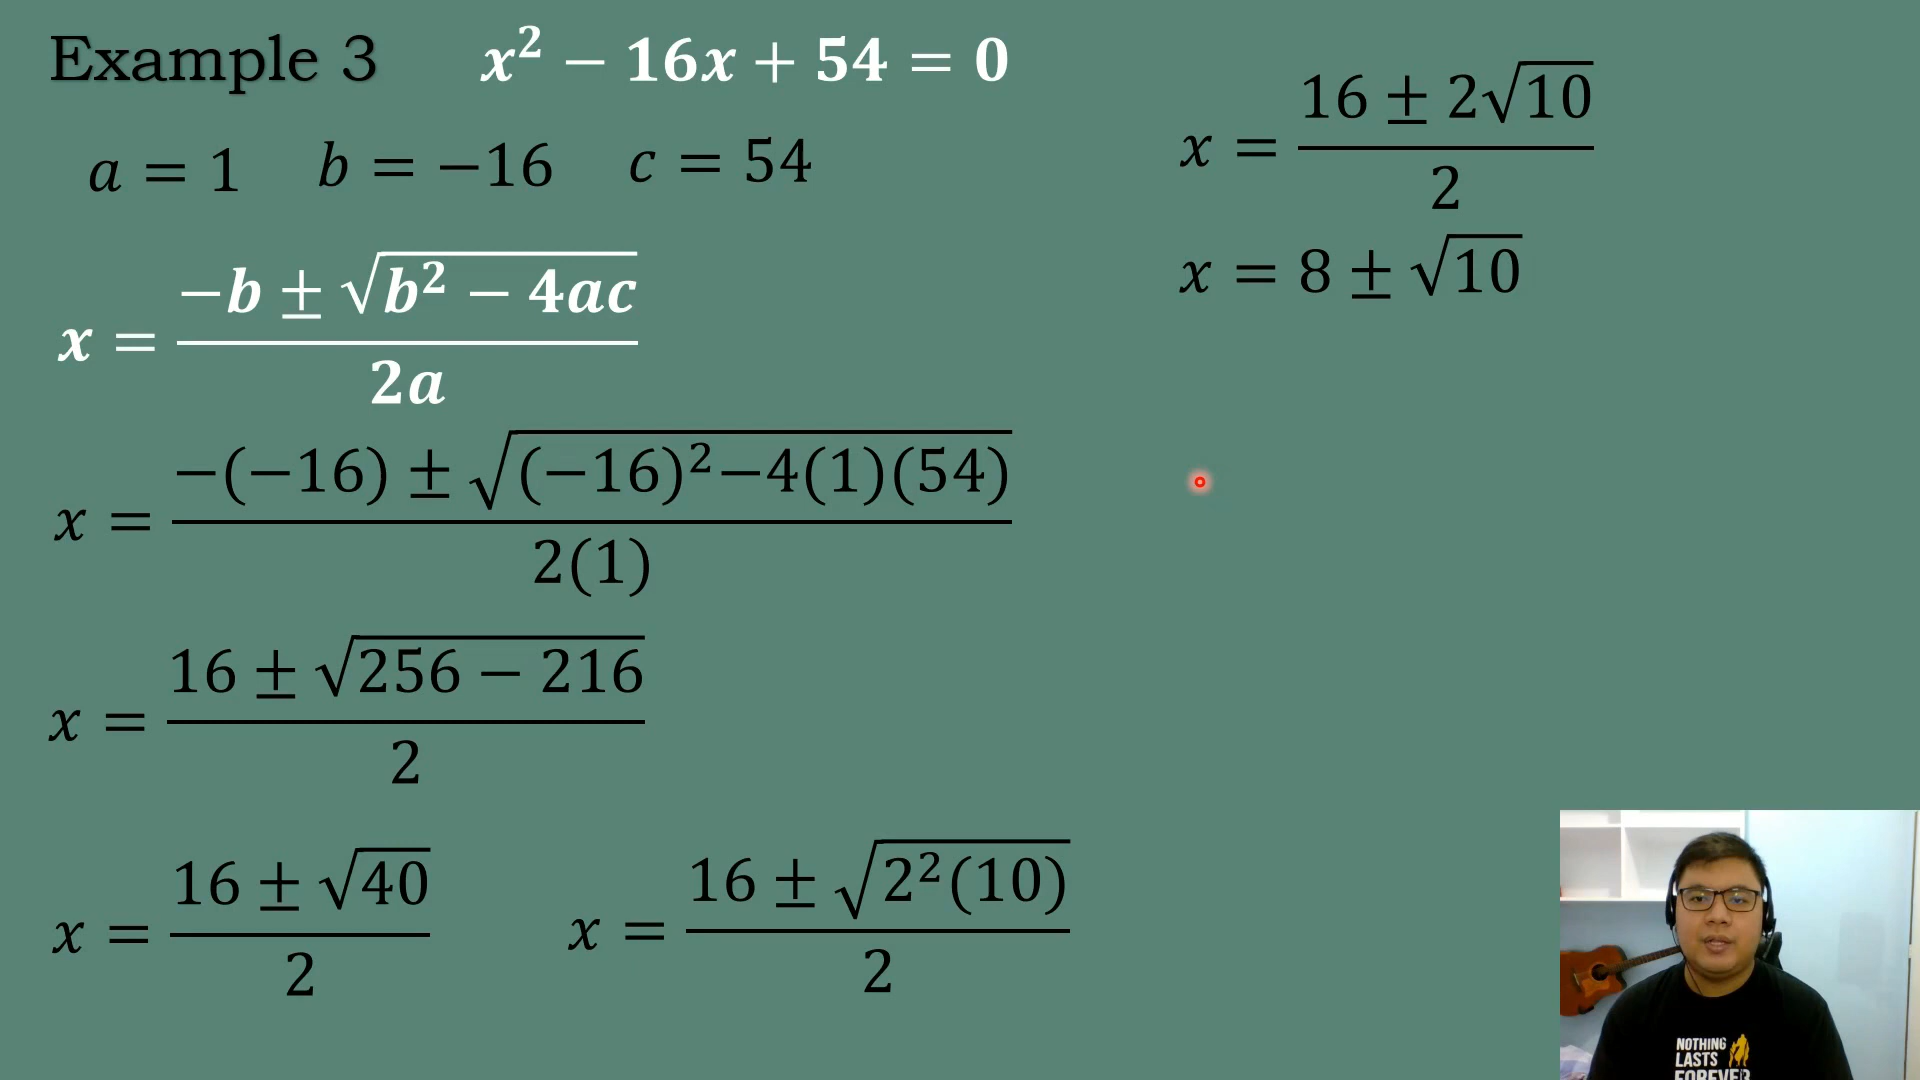 Example 3 x² − 16x + 54 = 0
a = 1 b = −16 c = 54
x = (−b ± √(b² − 4ac)) / 2a
x = (−(−16) ± √((−16)²−4(1)(54))) / 2(1)
x = (16 ± √(256 − 216)) / 2
x = (16 ± √40) / 2
x = (16 ± √(2²(10))) / 2
x = (16 ± 2√10) / 2
x = 8 ± √10
NOTHING
LASTS
FOREVER